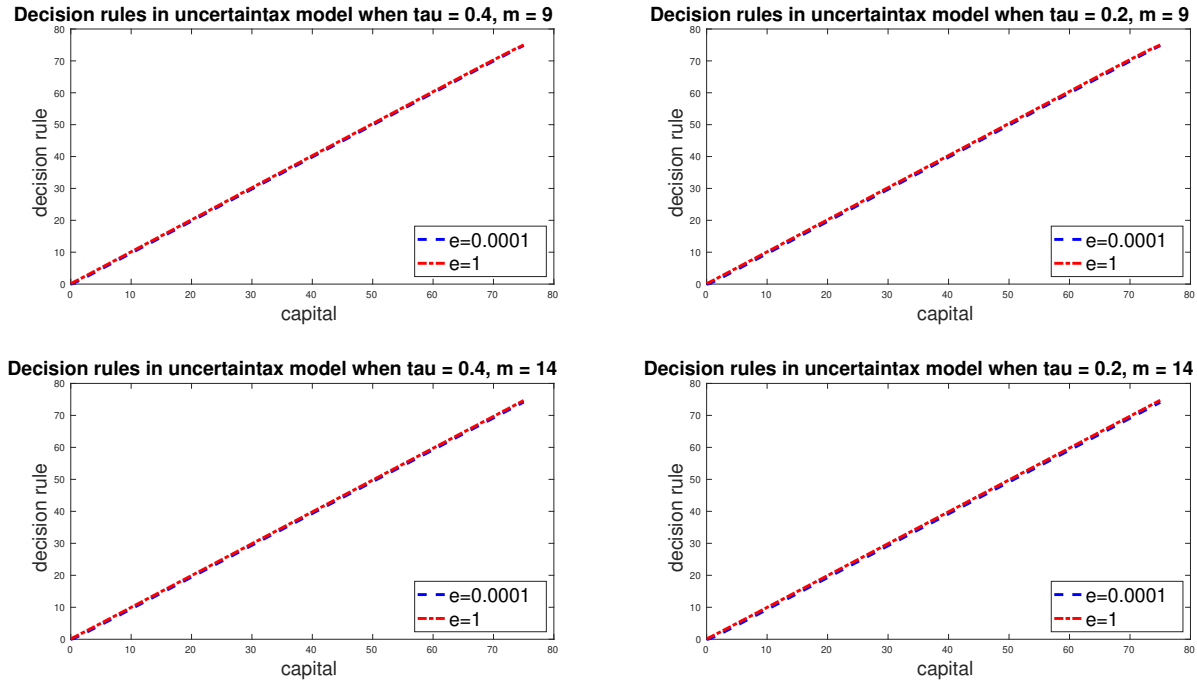 Decision rules in uncertaintax model when tau = 0.4, m = 9
80
70
60
50
40
30
20
10
0
decision rule
0 10 20 30 40 50 60 70 80
capital
e=0.0001
e=1
Decision rules in uncertaintax model when tau = 0.2, m = 9
80
70
60
50
40
30
20
10
0
decision rule
0 10 20 30 40 50 60 70 80
capital
e=0.0001
e=1
Decision rules in uncertaintax model when tau = 0.4, m = 14
80
70
60
50
40
30
20
10
0
decision rule
0 10 20 30 40 50 60 70 80
capital
e=0.0001
e=1
Decision rules in uncertaintax model when tau = 0.2, m = 14
80
70
60
50
40
30
20
10
0
decision rule
0 10 20 30 40 50 60 70 80
capital
e=0.0001
e=1